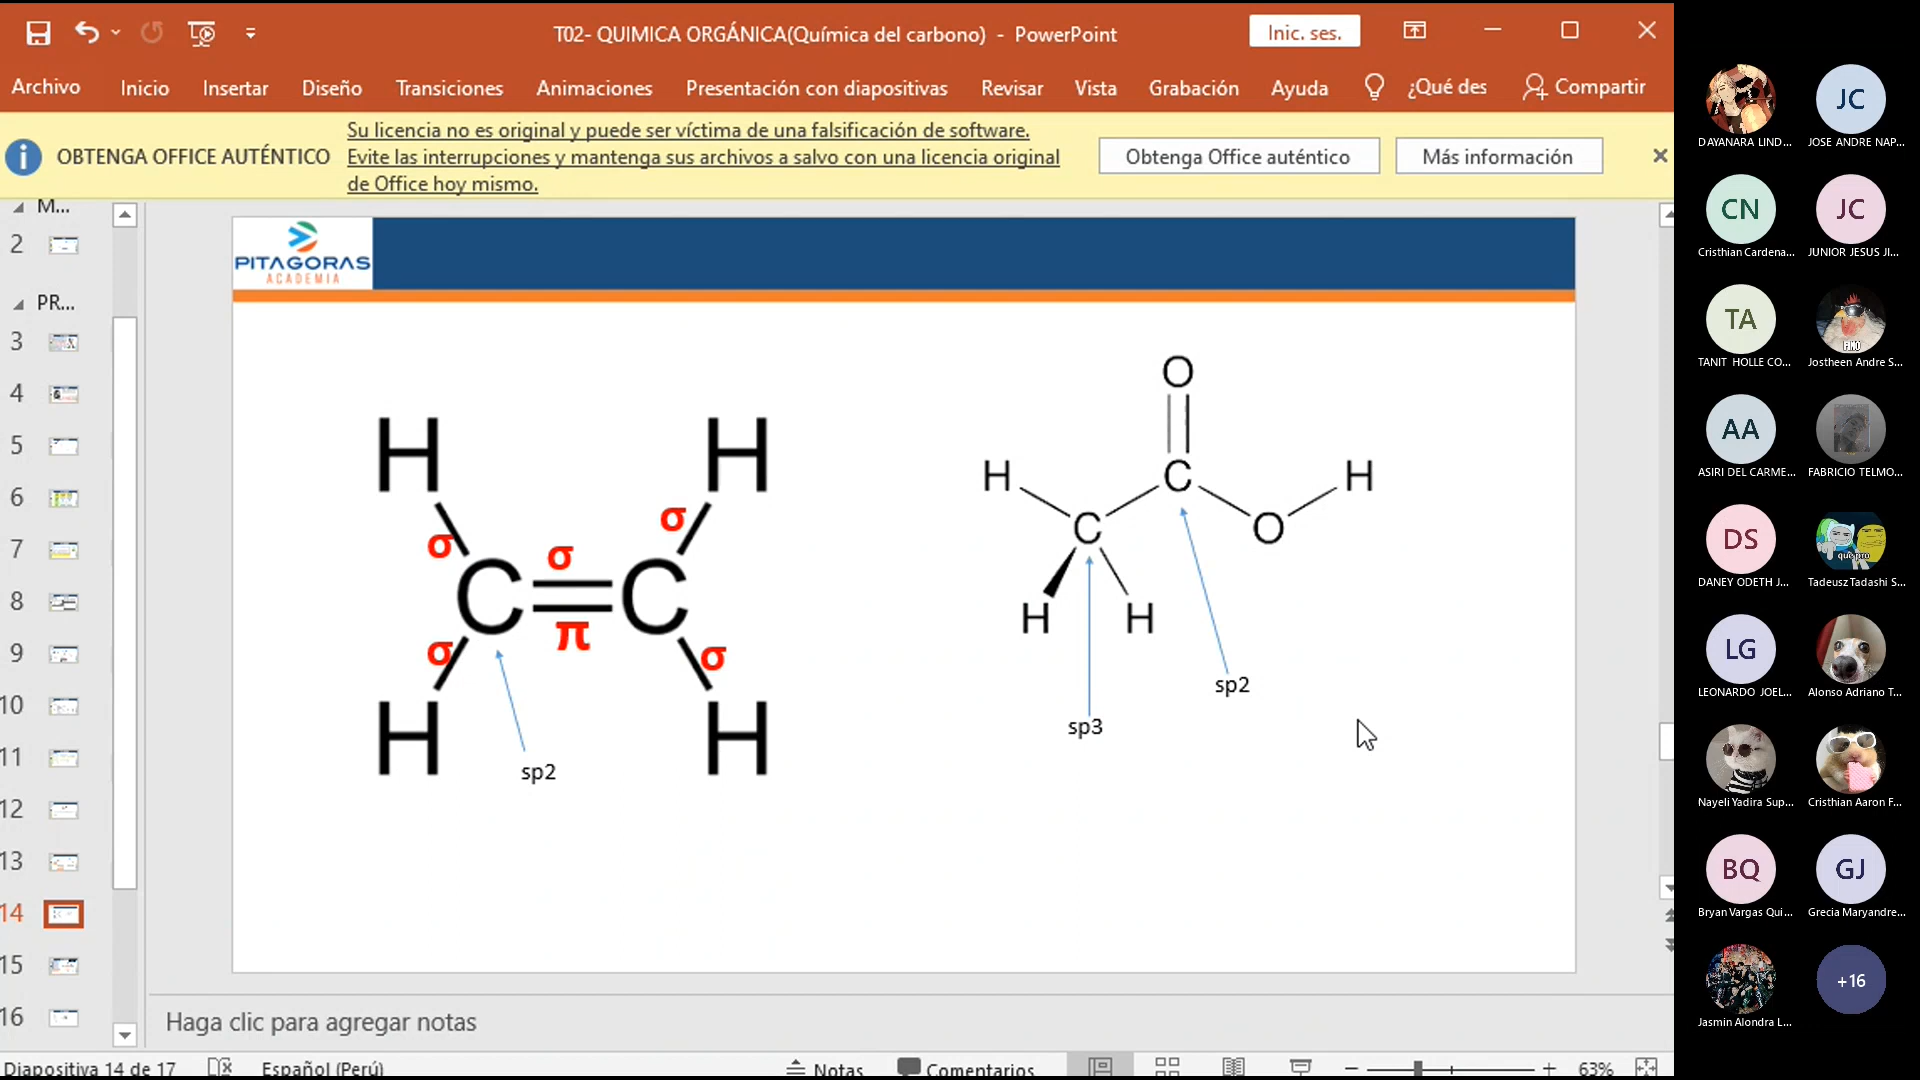 T02- QUIMICA ORGÁNICA(Química del carbono) - PowerPoint
Inic. ses.
Archivo Inicio Insertar Diseño Transiciones Animaciones Presentación con diapositivas Revisar Vista Grabación Ayuda ¿Qué des Compartir
OBTENGA OFFICE AUTÉNTICO
Su licencia no es original y puede ser víctima de una falsificación de software.
Evite las interrupciones y mantenga sus archivos a salvo con una licencia original
de Office hoy mismo.
Obtenga Office auténtico
Más información
M...
2
PR...
3
4
5
6
7
8
9
10
11
12
13
14
15
16
PITAGORAS
ACADEMIA
H H
σ σ σ
C C
σ π σ
H H
sp2
O
H C H
C O
H H
sp2
sp3
Haga clic para agregar notas
Diapositiva 14 de 17 Español (Perú) Notas Comentarios 63%
DAYANARA LIND...
JC
JOSE ANDRE NAP...
CN
Cristhian Cardena...
JC
JUNIOR JESUS JI...
TA
TANIT HOLLE CO...
FINO
Jostheen Andre S...
AA
ASIRI DEL CARME...
FABRICIO TELMO...
DS
DANEY ODETH J...
que pro
Tadeusz Tadashi S...
LG
LEONARDO JOEL...
Alonso Adriano T...
Nayeli Yadira Sup...
Cristhian Aaron F...
BQ
Bryan Vargas Qui...
GJ
Grecia Maryandre...
Jasmin Alondra L...
+16